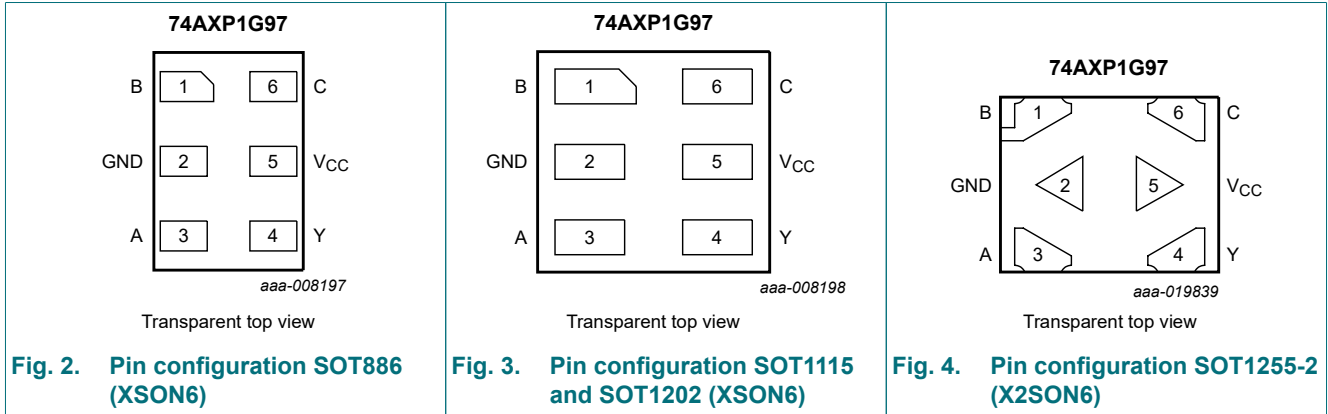 74AXP1G97
B 1 6 C
GND 2 5 VCC
A 3 4 Y
aaa-008197
Transparent top view
Fig. 2. Pin configuration SOT886
(XSON6)
74AXP1G97
B 1 6 C
GND 2 5 VCC
A 3 4 Y
aaa-008198
Transparent top view
Fig. 3. Pin configuration SOT1115
and SOT1202 (XSON6)
74AXP1G97
B 1 6 C
GND 2 5 VCC
A 3 4 Y
aaa-019839
Transparent top view
Fig. 4. Pin configuration SOT1255-2
(X2SON6)